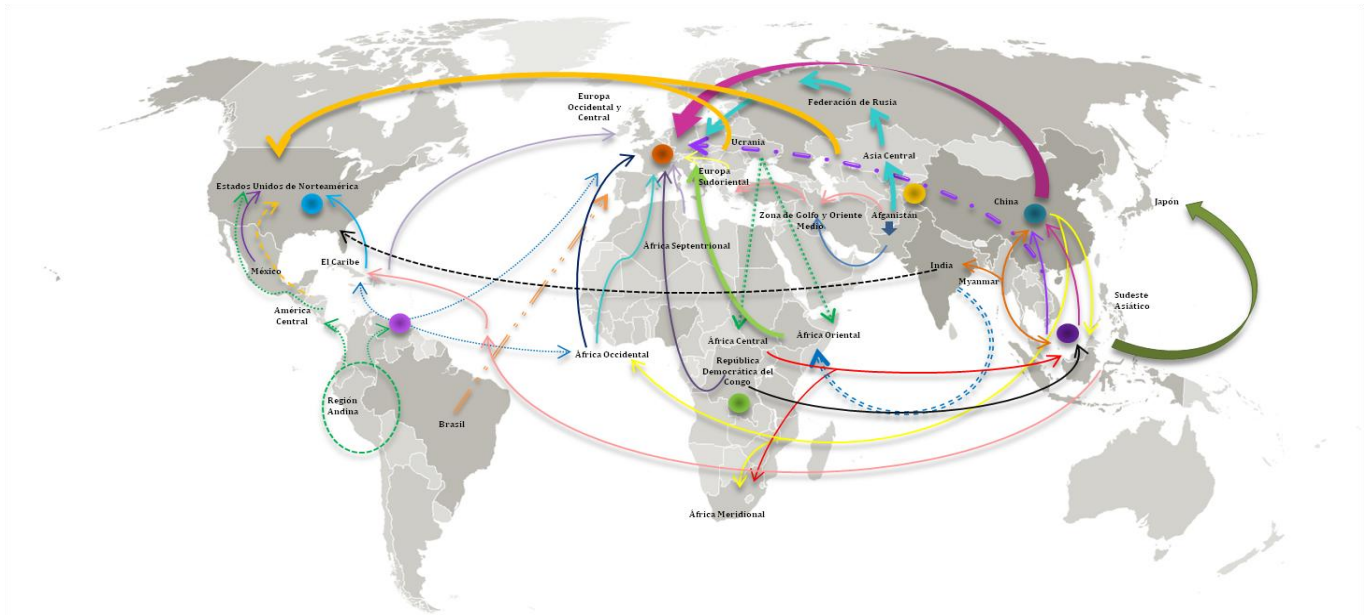 Europa
Occidental y
Central
Federación de Rusia
Ucrania
Asia Central
Europa
Sudoriental
Estados Unidos de Norteamérica
China
Japón
Zona de Golfo y Oriente
Medio
Afganistán
África Septentrional
El Caribe
México
India
Myanmar
Sudeste
Asiático
América
Central
África Central
África Oriental
África Occidental
República
Democrática del
Congo
Región
Andina
Brasil
África Meridional